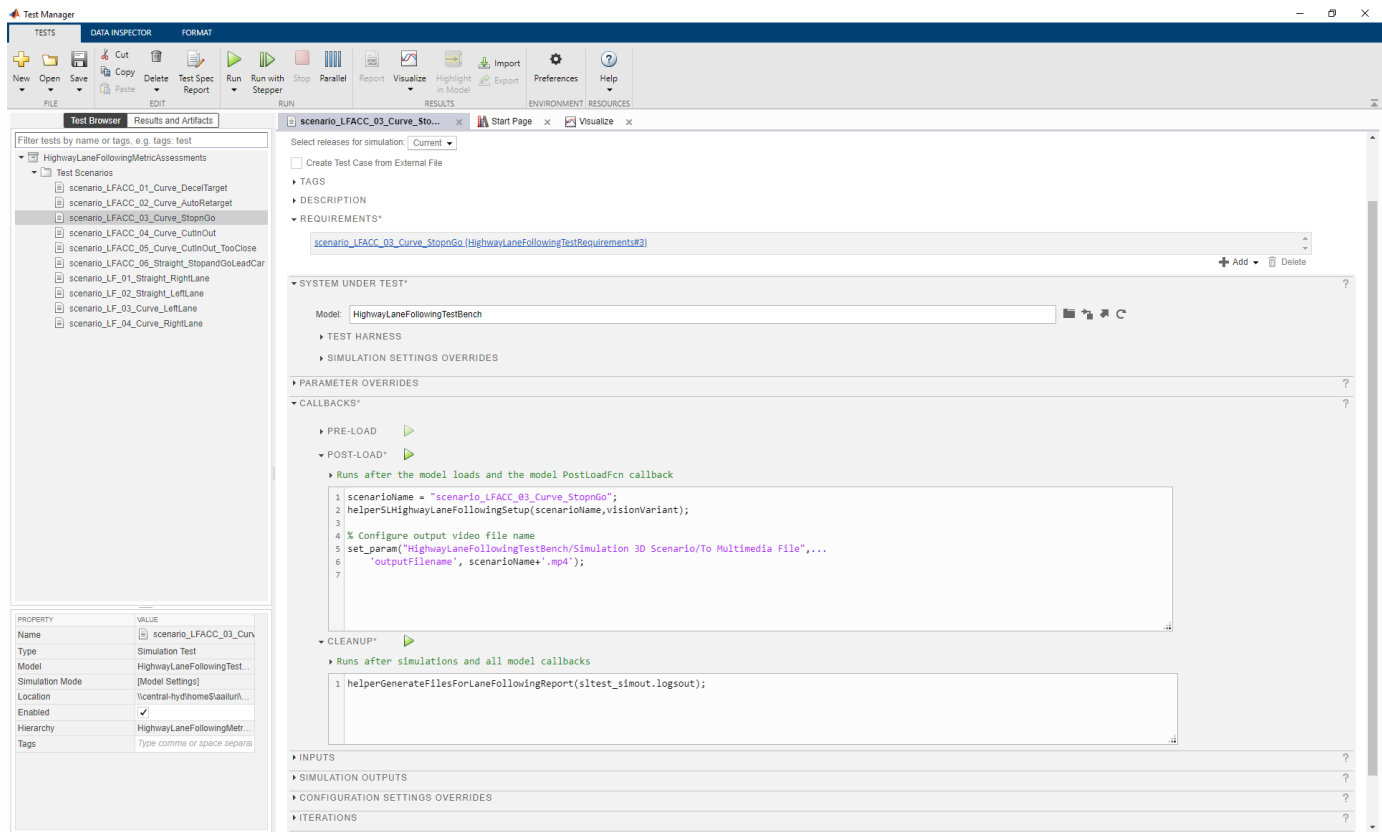 Test Manager
TESTS DATA INSPECTOR FORMAT
New Open Save Cut Copy Paste Delete Test Spec Report Run Run with Stepper Stop Parallel Report Visualize Highlight in Model Import Export Preferences Help
FILE EDIT RUN RESULTS ENVIRONMENT RESOURCES
Test Browser Results and Artifacts
Filter tests by name or tags, e.g. tags: test
HighwayLaneFollowingMetricAssessments
Test Scenarios
scenario_LFACC_01_Curve_DecelTarget
scenario_LFACC_02_Curve_AutoRetarget
scenario_LFACC_03_Curve_StopnGo
scenario_LFACC_04_Curve_CutInOut
scenario_LFACC_05_Curve_CutInOut_TooClose
scenario_LFACC_06_Straight_StopandGoLeadCar
scenario_LF_01_Straight_RightLane
scenario_LF_02_Straight_LeftLane
scenario_LF_03_Curve_LeftLane
scenario_LF_04_Curve_RightLane
PROPERTY VALUE
Name scenario_LFACC_03_Curv
Type Simulation Test
Model HighwayLaneFollowingTest...
Simulation Mode [Model Settings]
Location \\central-hyd\home$\aailuri\...
Enabled
Hierarchy HighwayLaneFollowingMetr...
Tags Type comma or space separat
scenario_LFACC_03_Curve_Sto... x Start Page x Visualize x
Select releases for simulation: Current
Create Test Case from External File
TAGS
DESCRIPTION
REQUIREMENTS*
scenario_LFACC_03_Curve_StopnGo (HighwayLaneFollowingTestRequirements#3)
Add Delete
SYSTEM UNDER TEST* ?
Model: HighwayLaneFollowingTestBench
TEST HARNESS
SIMULATION SETTINGS OVERRIDES
PARAMETER OVERRIDES ?
CALLBACKS* ?
PRE-LOAD
POST-LOAD*
Runs after the model loads and the model PostLoadFcn callback
1 scenarioName = "scenario_LFACC_03_Curve_StopnGo";
2 helperSLHighwayLaneFollowingSetup(scenarioName,visionVariant);
3
4 % Configure output video file name
5 set_param("HighwayLaneFollowingTestBench/Simulation 3D Scenario/To Multimedia File",...
6 'outputFilename', scenarioName+'.mp4');
7
CLEANUP*
Runs after simulations and all model callbacks
1 helperGenerateFilesForLaneFollowingReport(sltest_simout.logsout);
INPUTS ?
SIMULATION OUTPUTS ?
CONFIGURATION SETTINGS OVERRIDES ?
ITERATIONS ?